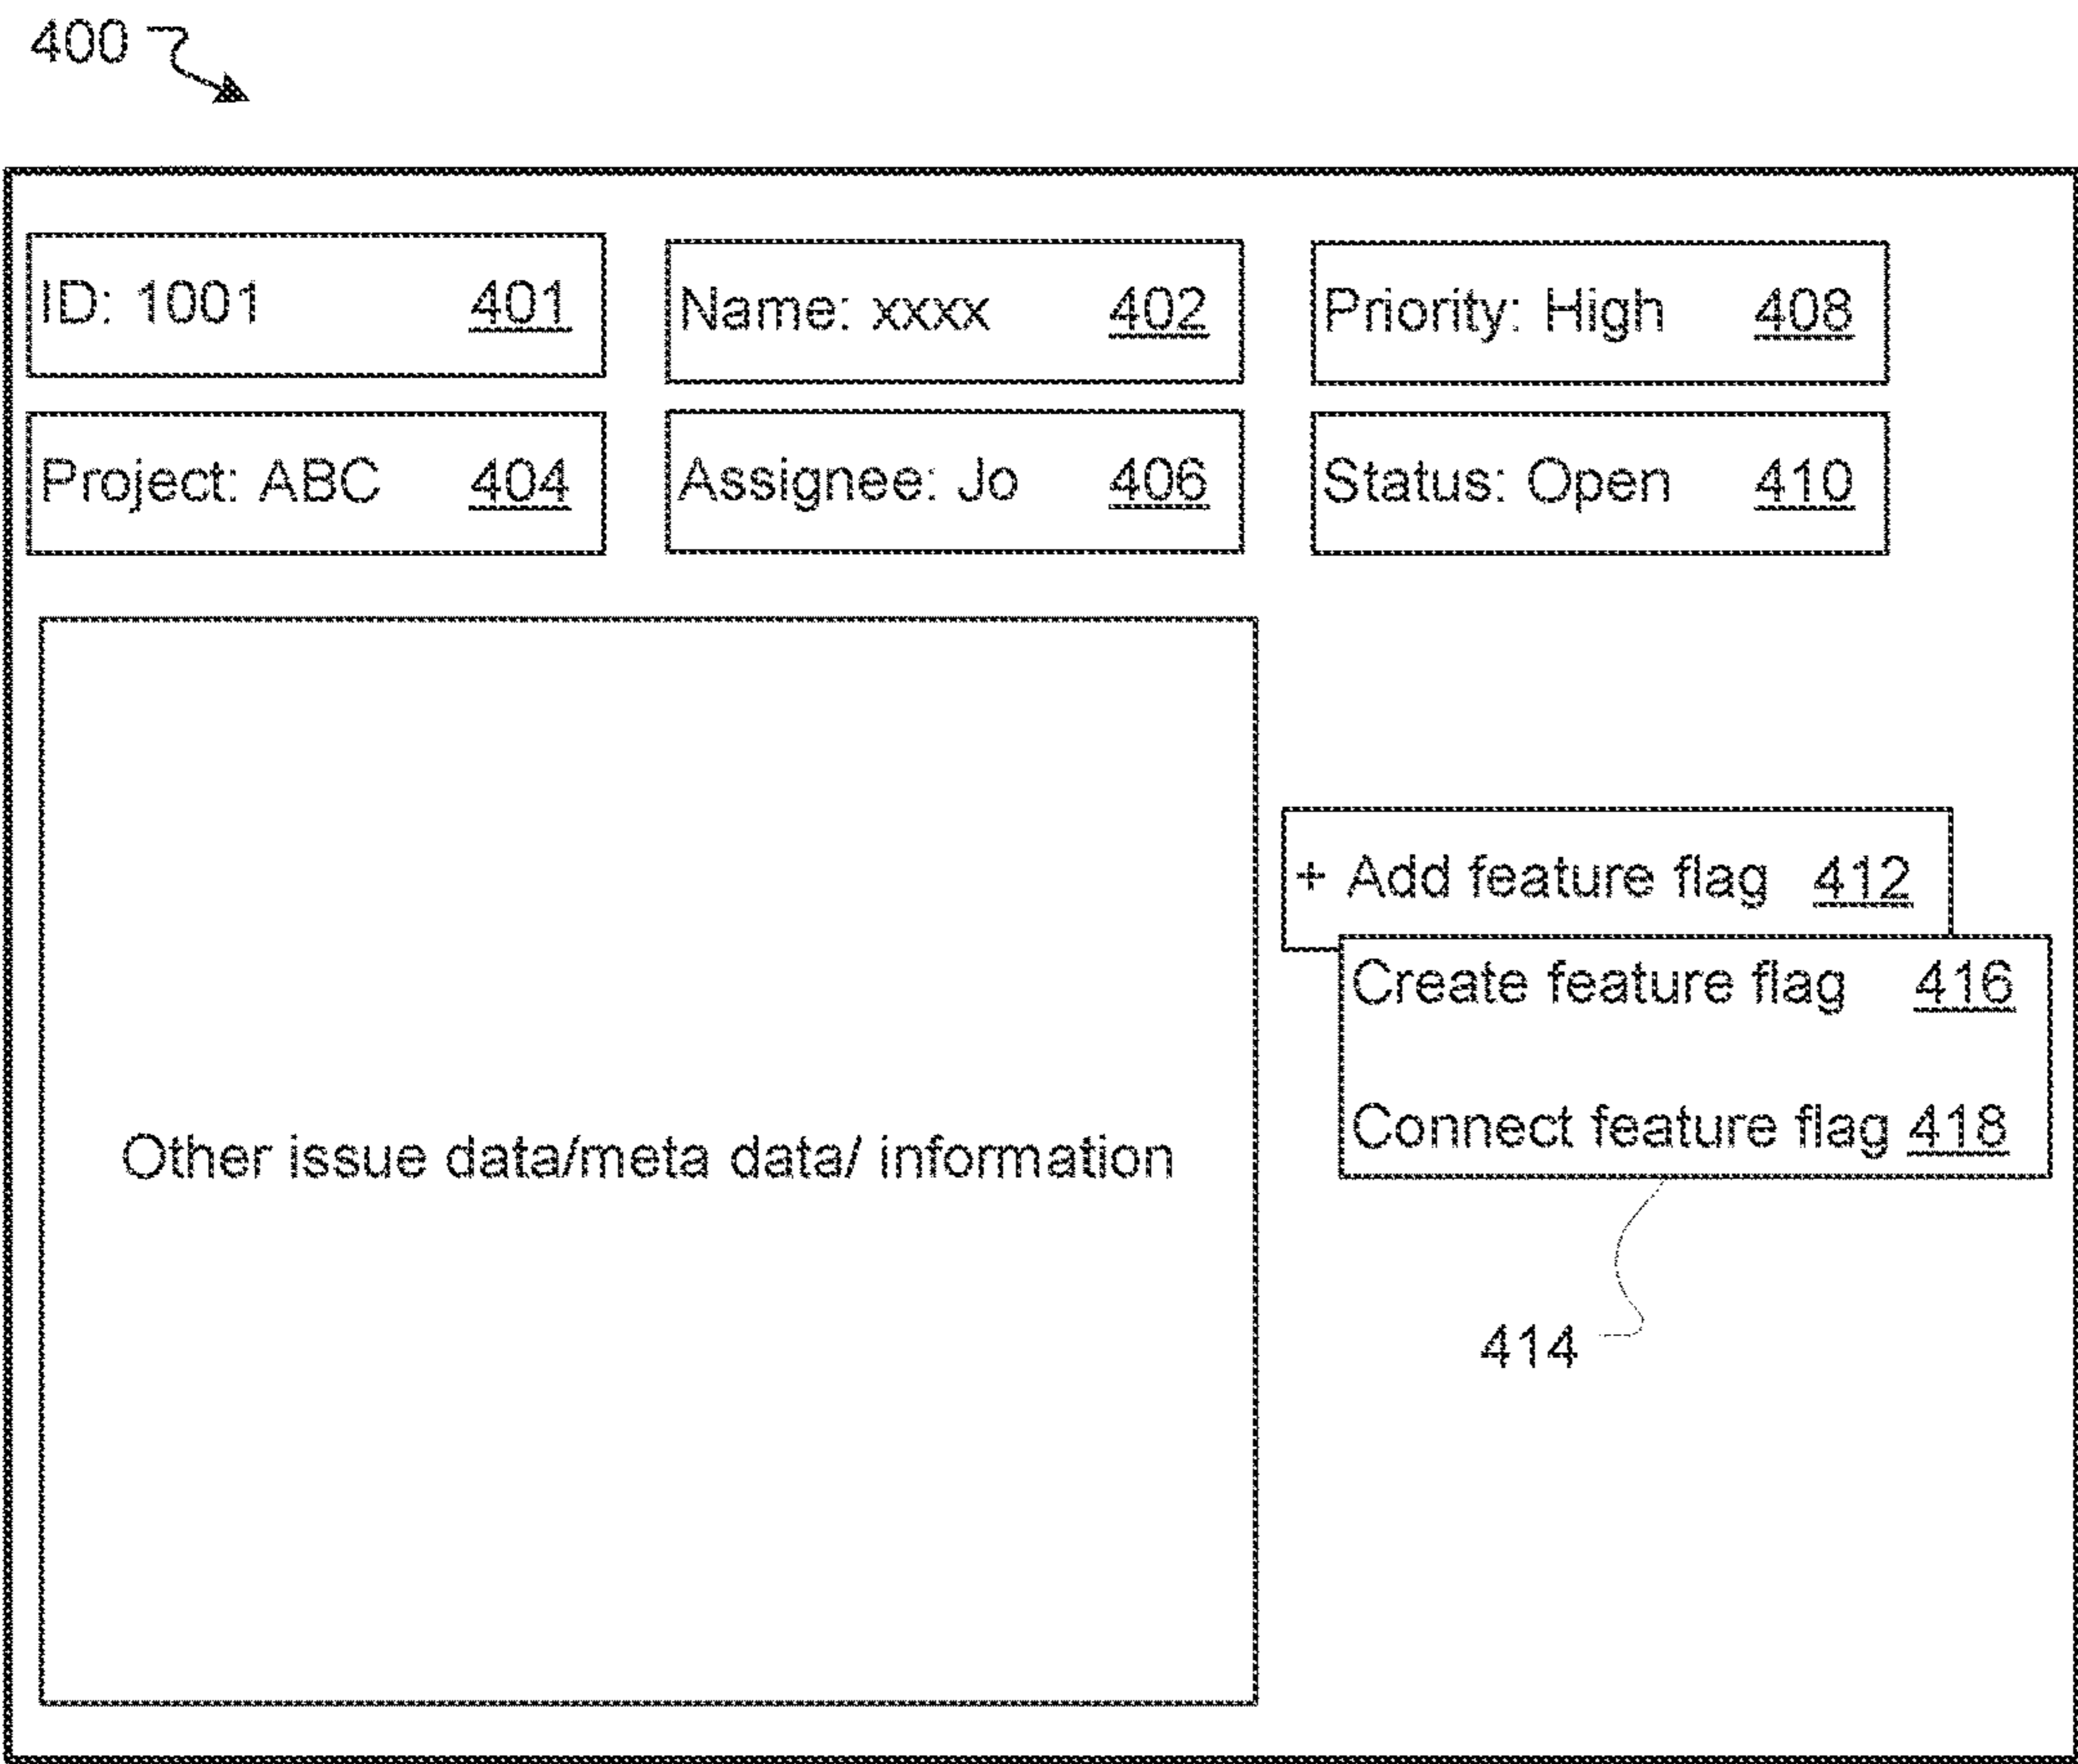 400
ID: 1001 401
Name: xxxx 402
Priority: High 408
Project: ABC 404
Assignee: Jo 406
Status: Open 410
+ Add feature flag 412
Create feature flag 416
Connect feature flag 418
Other issue data/meta data/ information
414